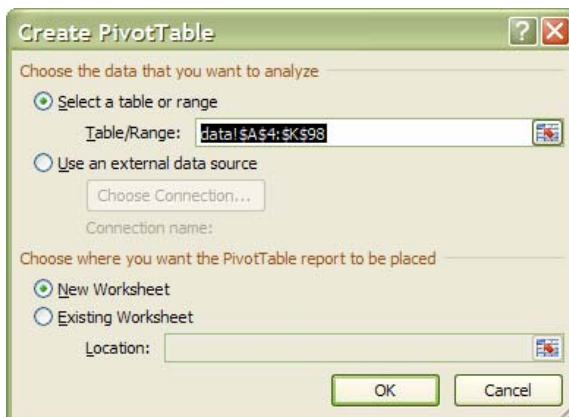 Create PivotTable
?
Choose the data that you want to analyze
Select a table or range
Table/Range: data!$A$4:$K$98
Use an external data source
Choose Connection...
Connection name:
Choose where you want the PivotTable report to be placed
New Worksheet
Existing Worksheet
Location:
OK Cancel